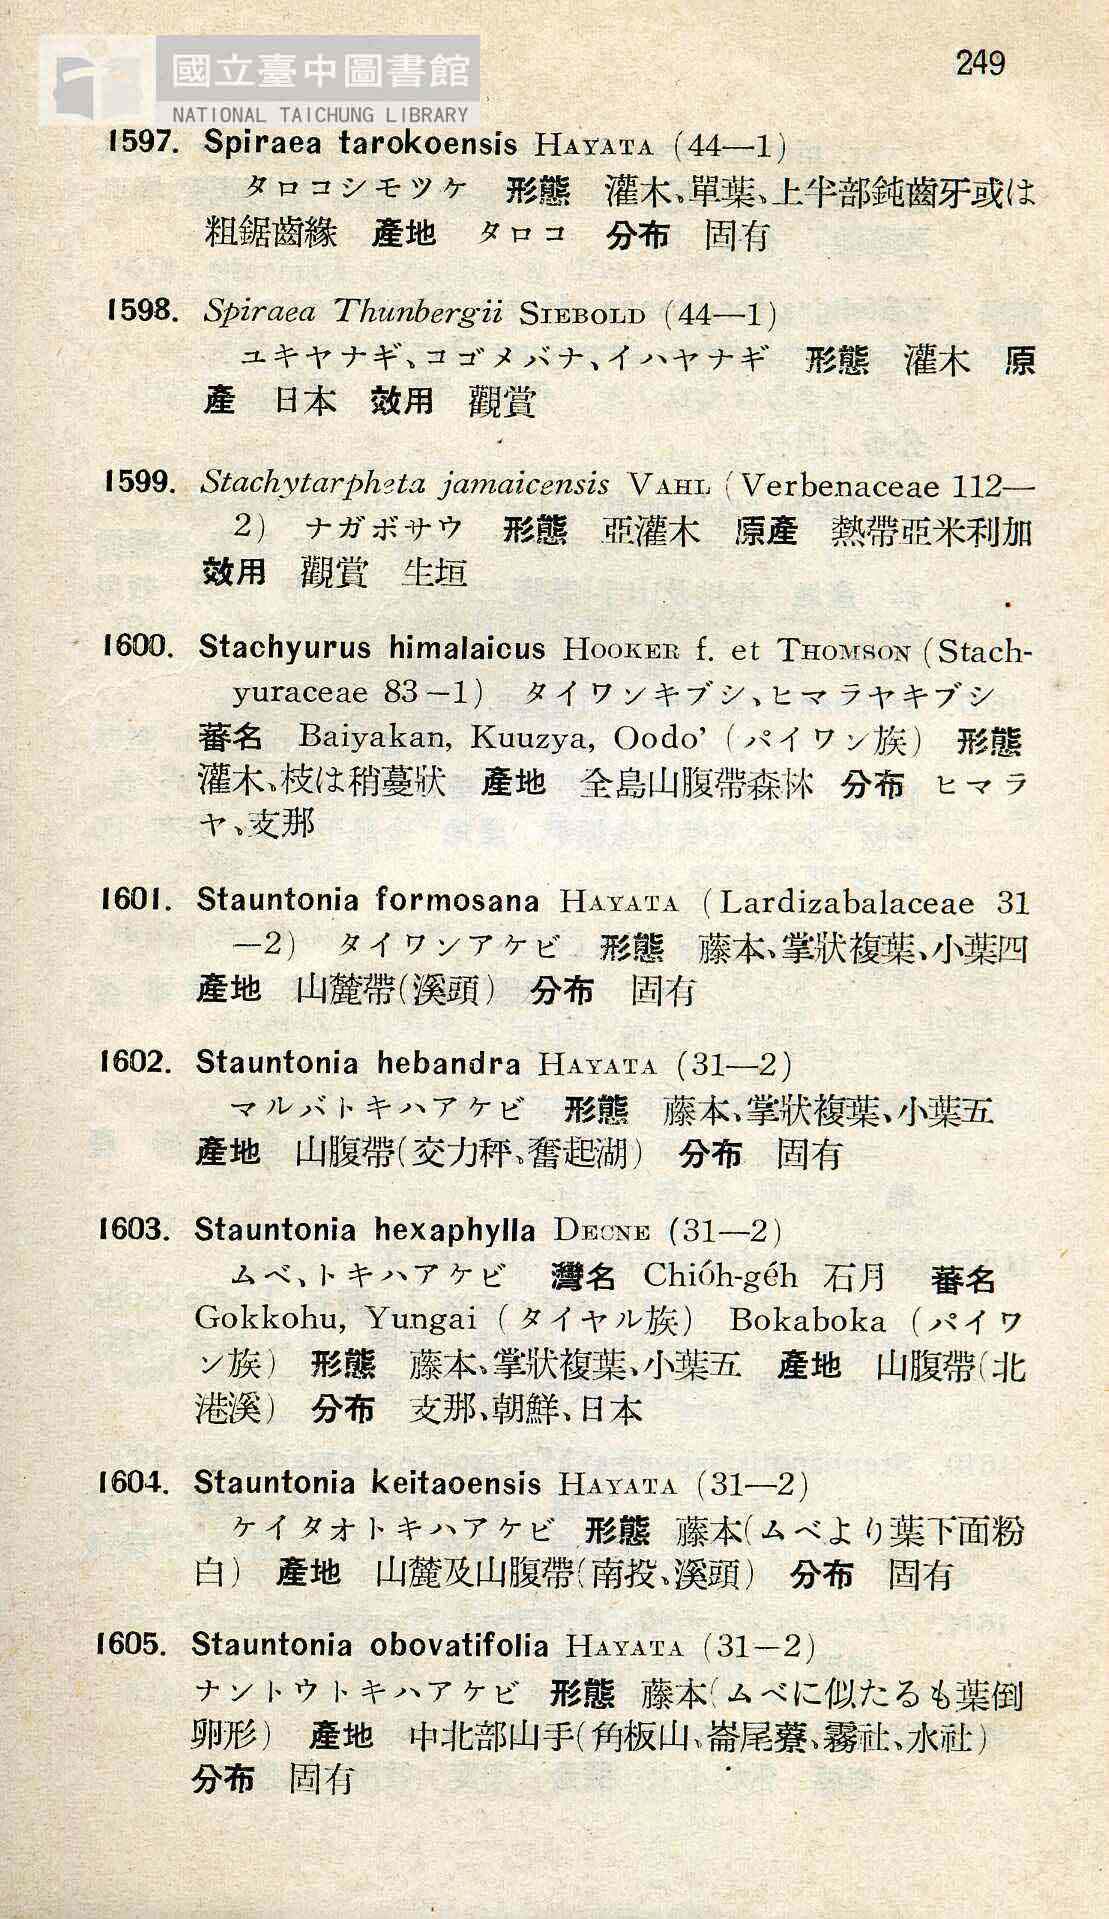 國立臺中圖書館
NATIONAL TAICHUNG LIBRARY
249
1597. Spiraea tarokoensis HAYATA (44—1)
タロコシモツケ 形態 灌木、單葉、上半部鈍齒牙或は
粗鋸齒緣 產地 タロコ 分布 固有
1598. Spiraea Thunbergii SIEBOLD (44—1)
ユキヤナギ、コゴメバナ、イハヤナギ 形態 灌木 原
產 日本 效用 觀賞
1599. Stachytarpheta jamaicensis VAHL (Verbenaceae 112—
2) ナガボサウ 形態 亞灌木 原產 熱帶亞米利加
效用 觀賞 生垣
1600. Stachyurus himalaicus HOOKER f. et THOMSON (Stach-
yuraceae 83—1) タイワンキブシ、ヒマラヤキブシ
蕃名 Baiyakan, Kuuzya, Oodo' (パイワン族) 形態
灌木、枝は稍蔓狀 產地 全島山腹帶森林 分布 ヒマラ
ヤ、支那
1601. Stauntonia formosana HAYATA (Lardizabalaceae 31
—2) タイワンアケビ 形態 藤本、掌狀複葉、小葉四
產地 山麓帶(溪頭) 分布 固有
1602. Stauntonia hebandra HAYATA (31—2)
マルバトキハアケビ 形態 藤本、掌狀複葉、小葉五
產地 山腹帶(交力秤、奮起湖) 分布 固有
1603. Stauntonia hexaphylla DECNE (31—2)
ムベ、トキハアケビ 灣名 Chióh-géh 石月 蕃名
Gokkohu, Yungai (タイヤル族) Bokaboka (パイワ
ン族) 形態 藤本、掌狀複葉、小葉五 產地 山腹帶(北
港溪) 分布 支那、朝鮮、日本
1604. Stauntonia keitaoensis HAYATA (31—2)
ケイタオトキハアケビ 形態 藤本(ムベより葉下面粉
白) 產地 山麓及山腹帶(南投、溪頭) 分布 固有
1605. Stauntonia obovatifolia HAYATA (31—2)
ナントウトキハアケビ 形態 藤本(ムベに似たるも葉倒
卵形) 產地 中北部山手(角板山、崙尾藔、霧社、水社)
分布 固有